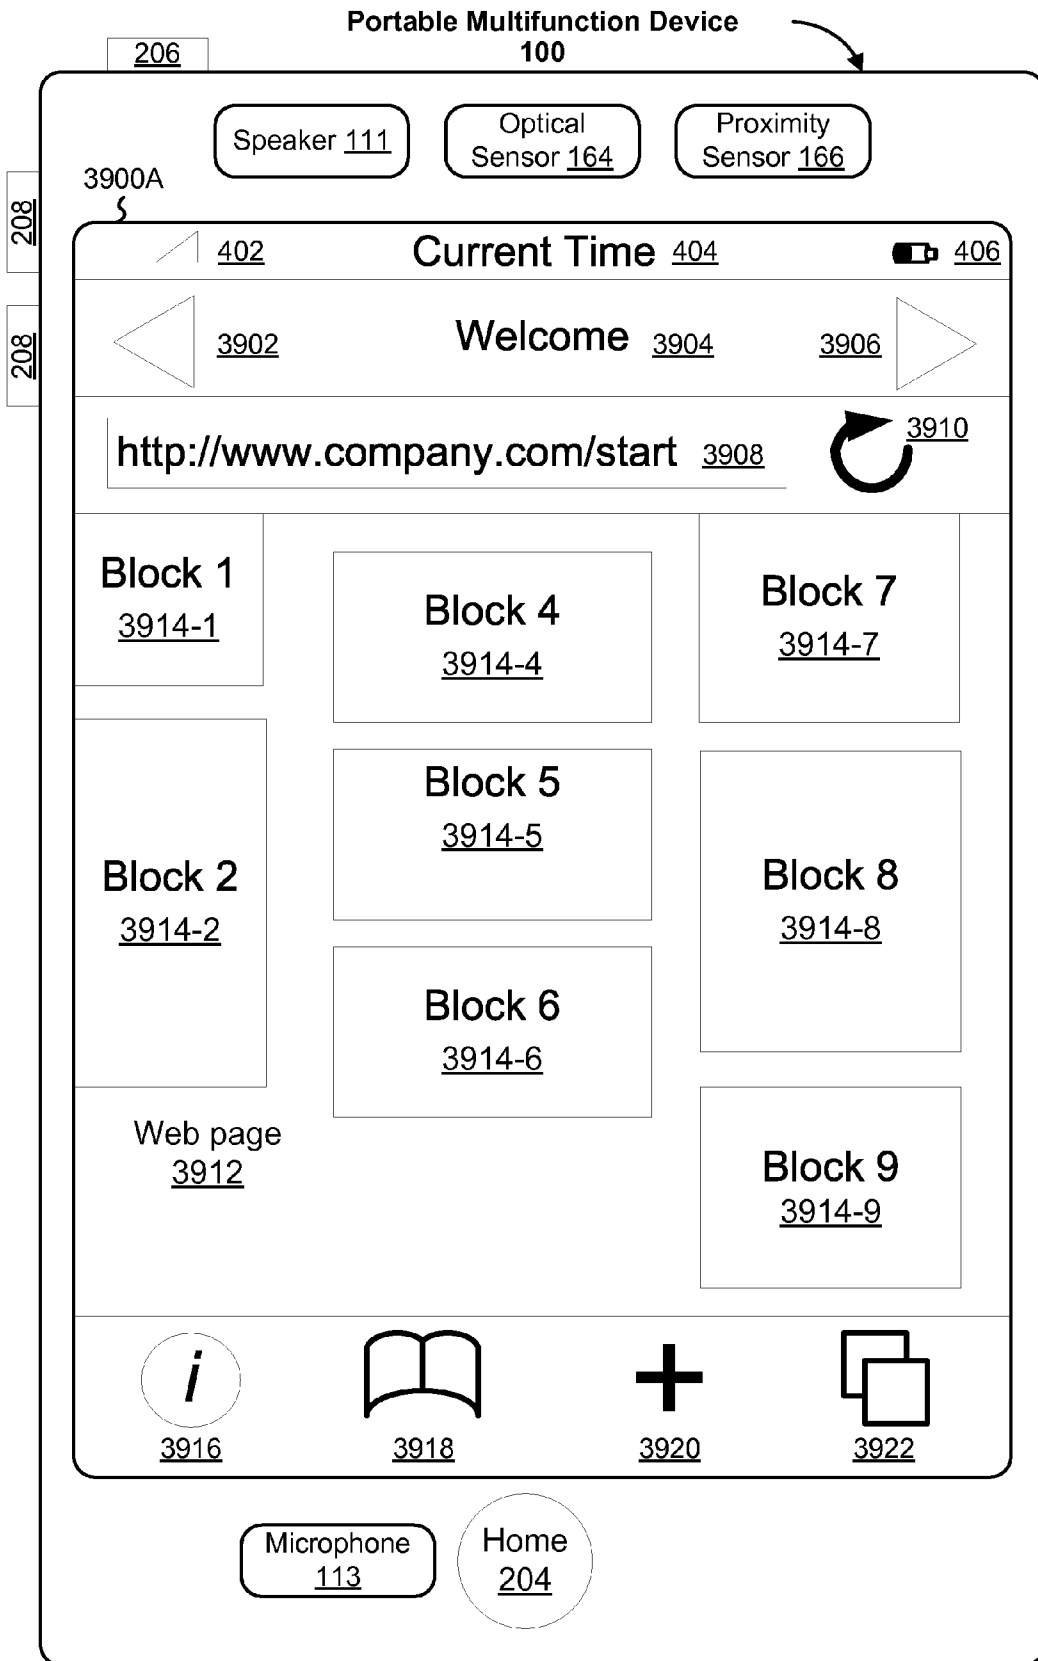 Portable Multifunction Device
100
206
Speaker 111
Optical
Sensor 164
Proximity
Sensor 166
3900A
208
208
402
Current Time 404
406
3902
Welcome 3904
3906
http://www.company.com/start 3908
3910
Block 1
3914-1
Block 2
3914-2
Web page
3912
Block 4
3914-4
Block 5
3914-5
Block 6
3914-6
Block 7
3914-7
Block 8
3914-8
Block 9
3914-9
i
3916
3918
3920
3922
Microphone
113
Home
204